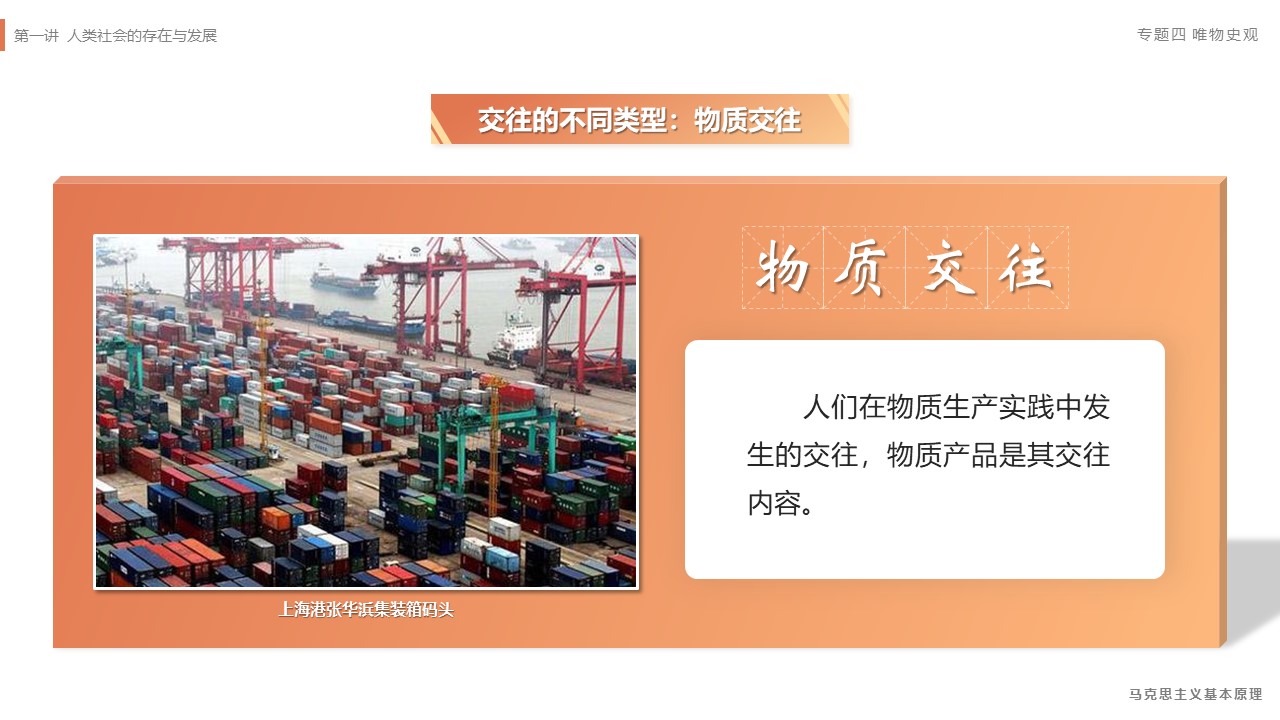 第一讲 人类社会的存在与发展
专题四 唯物史观
交往的不同类型：物质交往
物质交往
人们在物质生产实践中发
生的交往，物质产品是其交往
内容。
上海港张华浜集装箱码头
马克思主义基本原理